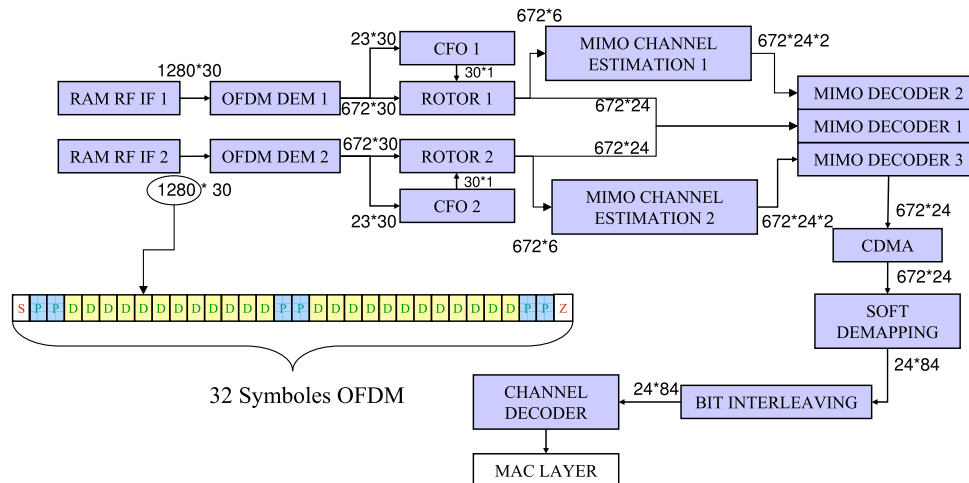 672*6
23*30
CFO 1
MIMO CHANNEL
ESTIMATION 1
672*24*2
1280*30
30*1
RAM RF IF 1
OFDM DEM 1
672*30
ROTOR 1
672*24
MIMO DECODER 2
MIMO DECODER 1
672*30
672*24
RAM RF IF 2
OFDM DEM 2
ROTOR 2
MIMO DECODER 3
30*1
1280* 30
CFO 2
MIMO CHANNEL
ESTIMATION 2
23*30
672*24*2
672*6
672*24
CDMA
672*24
S P P D D D D D D D D D D D D P P D D D D D D D D D D D D P P Z
SOFT
DEMAPPING
32 Symboles OFDM
24*84
CHANNEL
DECODER
24*84
BIT INTERLEAVING
MAC LAYER